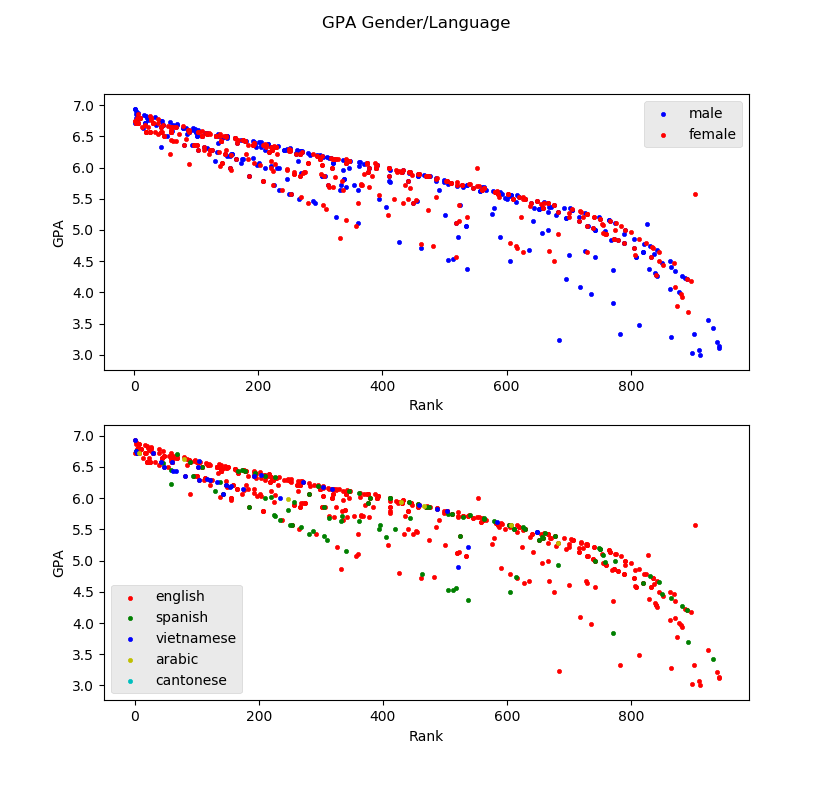 GPA Gender/Language
7.0
6.5
6.0
5.5
5.0
4.5
4.0
3.5
3.0
GPA
male
female
0 200 400 600 800
Rank
7.0
6.5
6.0
5.5
5.0
4.5
4.0
3.5
3.0
GPA
english
spanish
vietnamese
arabic
cantonese
0 200 400 600 800
Rank